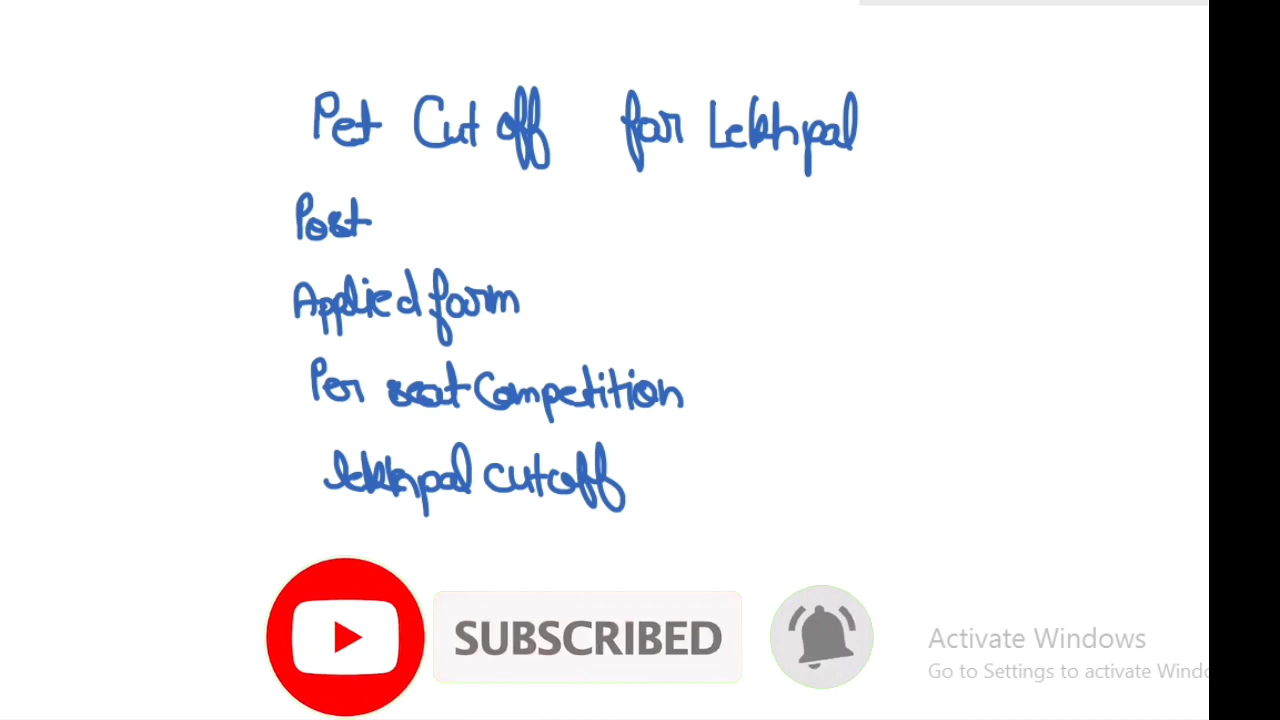 Pet Cut off for Lekhpal
Post
Applied form
Per seat Competition
lekhpal cutoff
SUBSCRIBED
Activate Windows
Go to Settings to activate Windo